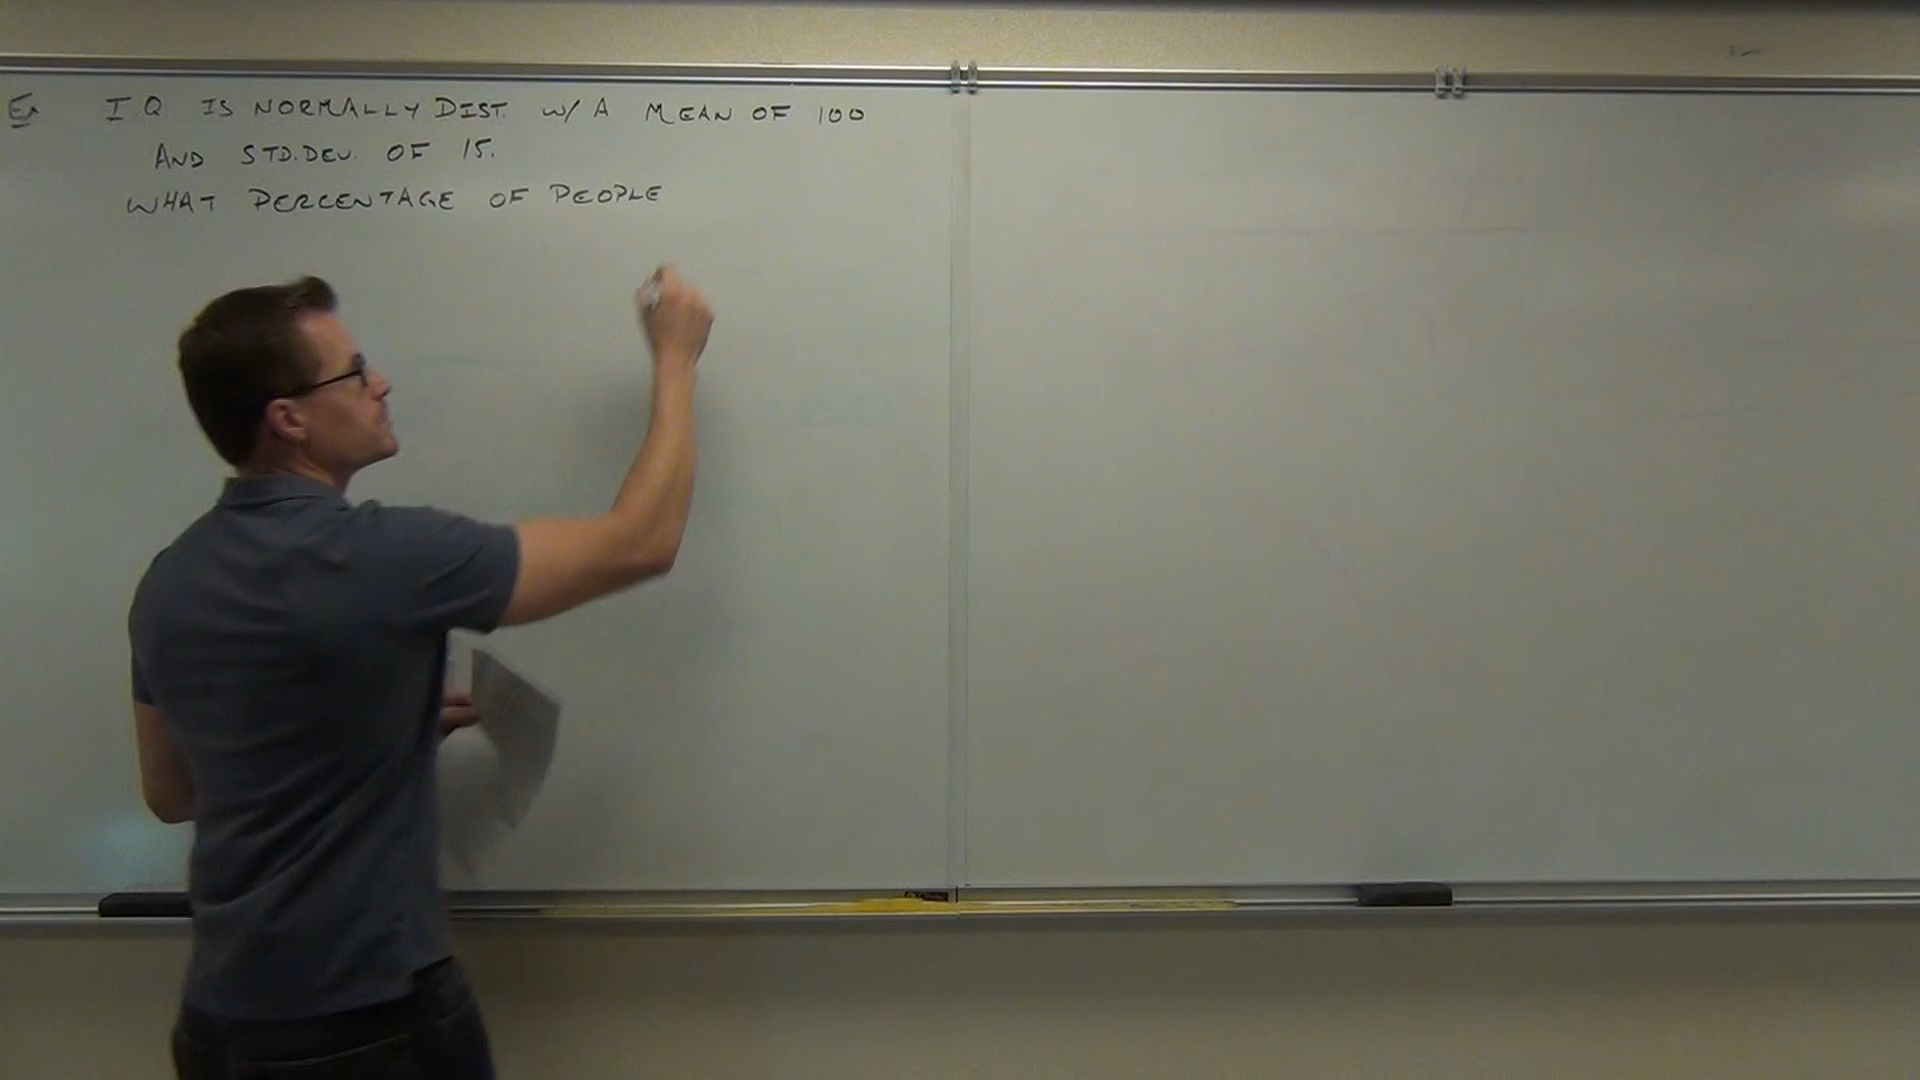 Ex I.Q IS NORMALLY DIST. W/ A MEAN OF 100
AND STD.DEV. OF 15.
WHAT PERCENTAGE OF PEOPLE